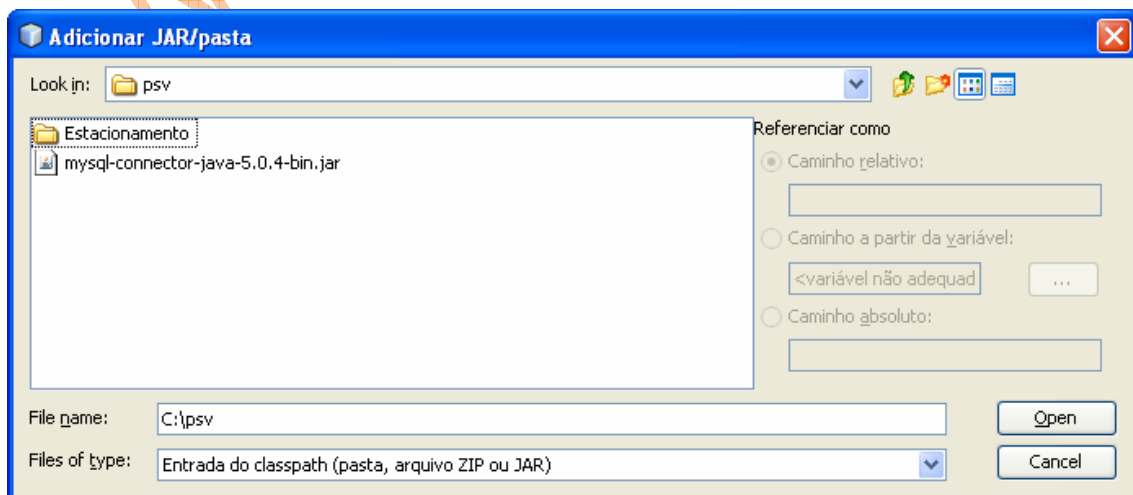 Adicionar JAR/pasta
Look in: psv
Estacionamento
mysql-connector-java-5.0.4-bin.jar
Referenciar como
Caminho relativo:
Caminho a partir da variável:
<variável não adequad ...
Caminho absoluto:
File name: C:\psv Open
Files of type: Entrada do classpath (pasta, arquivo ZIP ou JAR) Cancel